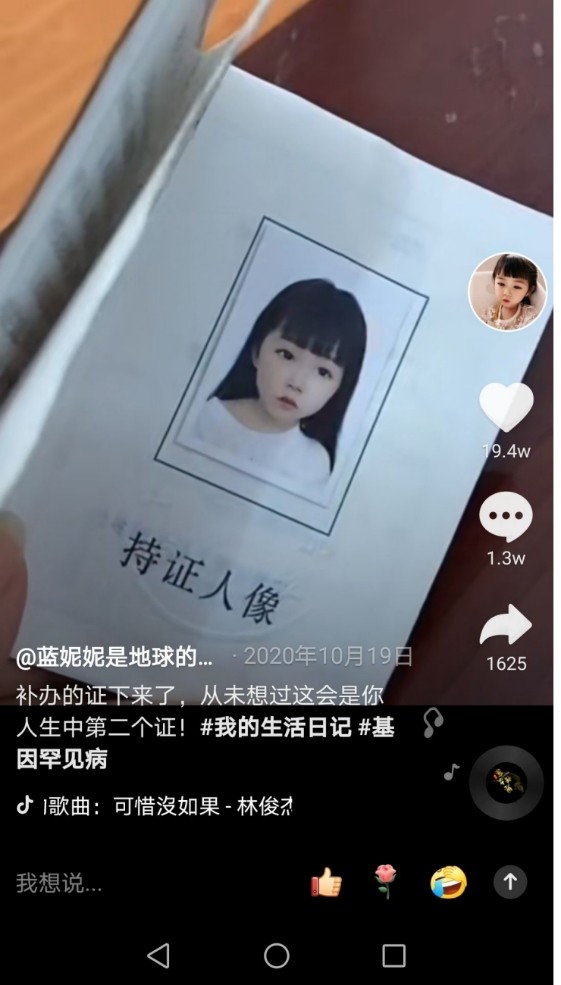 持证人像
19.4w
1.3w
1625
@蓝妮妮是地球的... · 2020年10月19日
补办的证下来了，从未想过这会是你
人生中第二个证！#我的生活日记 #基
因罕见病
歌曲：可惜沒如果 - 林俊杰
我想说...